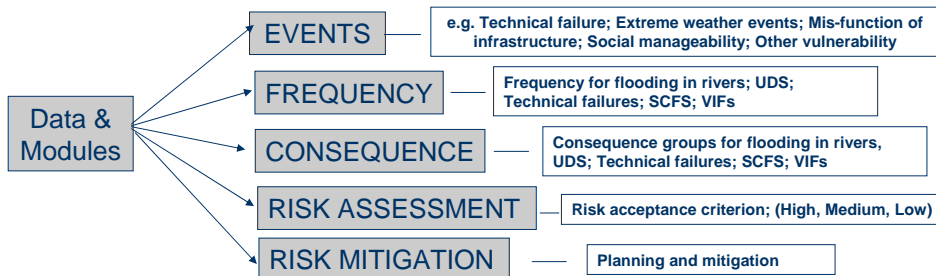 EVENTS
e.g. Technical failure; Extreme weather events; Mis-function of
infrastructure; Social manageability; Other vulnerability
FREQUENCY
Frequency for flooding in rivers; UDS;
Technical failures; SCFS; VIFs
Data &
Modules
CONSEQUENCE
Consequence groups for flooding in rivers,
UDS; Technical failures; SCFS; VIFs
RISK ASSESSMENT
Risk acceptance criterion; (High, Medium, Low)
RISK MITIGATION
Planning and mitigation